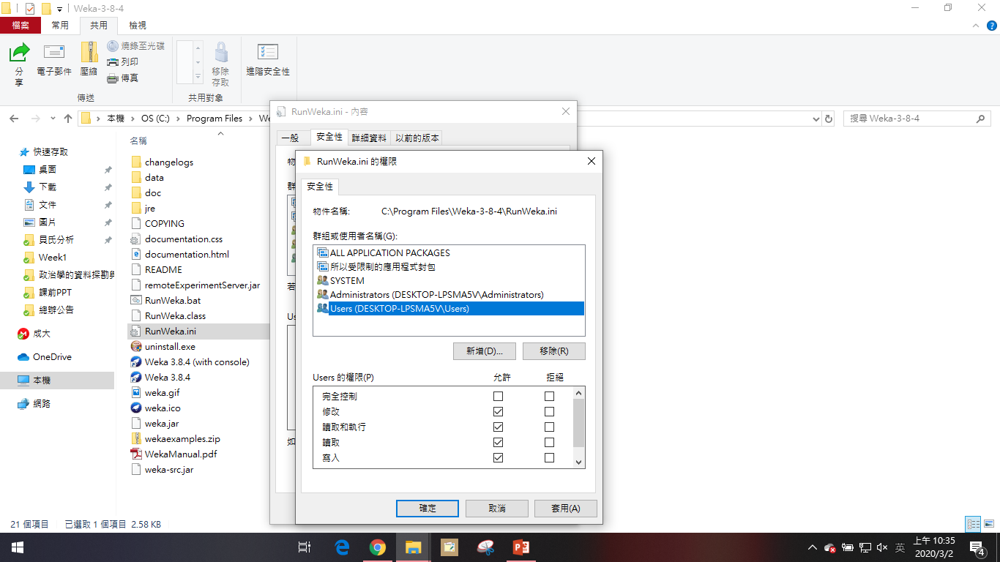 Weka-3-8-4
檔案 常用 共用 檢視
分享
電子郵件
壓縮
燒錄至光碟
列印
傳真
傳送
移除存取
共用對象
進階安全性
本機 OS (C:) Program Files We
搜尋 Weka-3-8-4
快速存取
桌面
下載
文件
圖片
貝氏分析
Week1
政治學的資料探勘
課前PPT
總辦公告
成大
OneDrive
本機
網路
名稱
changelogs
data
doc
jre
COPYING
documentation.css
documentation.html
README
remoteExperimentServer.jar
RunWeka.bat
RunWeka.class
RunWeka.ini
uninstall.exe
Weka 3.8.4 (with console)
Weka 3.8.4
weka.gif
weka.ico
weka.jar
wekaexamples.zip
WekaManual.pdf
weka-src.jar
RunWeka.ini - 內容
一般 安全性 詳細資料 以前的版本
物
群
若
Us
如
RunWeka.ini 的權限
安全性
物件名稱: C:\Program Files\Weka-3-8-4\RunWeka.ini
群組或使用者名稱(G):
ALL APPLICATION PACKAGES
所以受限制的應用程式封包
SYSTEM
Administrators (DESKTOP-LPSMA5V\Administrators)
Users (DESKTOP-LPSMA5V\Users)
新增(D)... 移除(R)
Users 的權限(P) 允許 拒絕
完全控制
修改
讀取和執行
讀取
寫入
確定 取消 套用(A)
21 個項目 已選取 1 個項目 2.58 KB
英
上午 10:35
2020/3/2
4